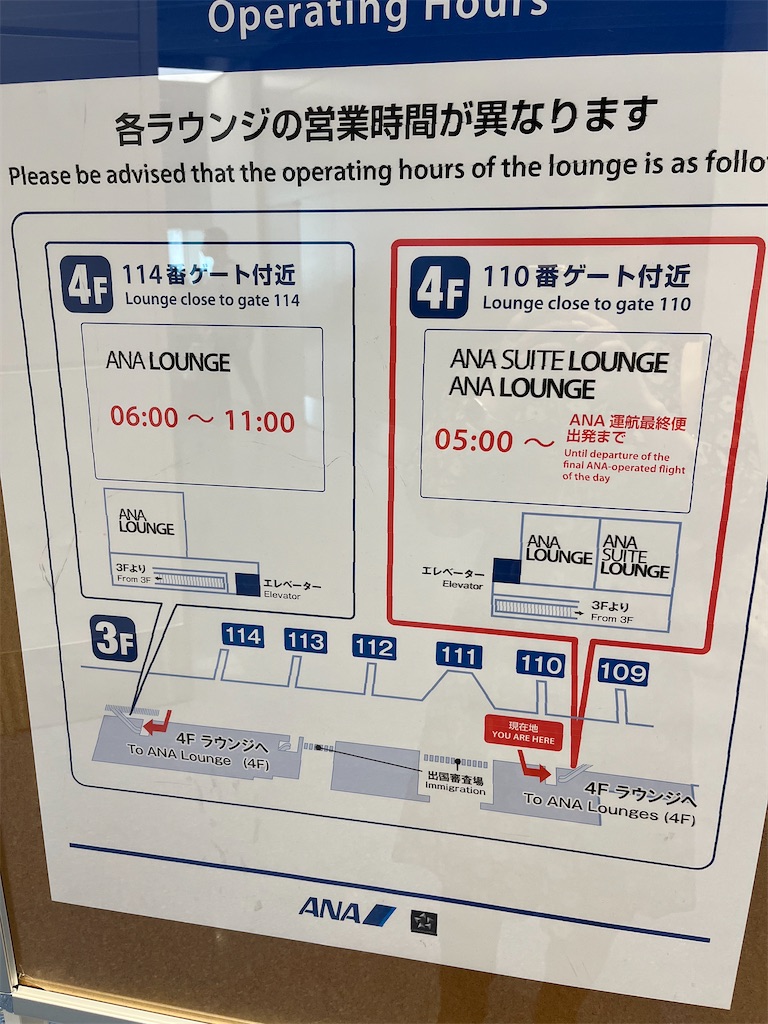 Operating Hours
各ラウンジの営業時間が異なります
Please be advised that the operating hours of the lounge is as follo
4F
114番ゲート付近
Lounge close to gate 114
ANA LOUNGE
06:00 ～ 11:00
ANA
LOUNGE
3Fより
From 3F
エレベーター
Elevator
4F
110番ゲート付近
Lounge close to gate 110
ANA SUITE LOUNGE
ANA LOUNGE
05:00 ～
ANA 運航最終便
出発まで
Until departure of the
final ANA-operated flight
of the day
エレベーター
Elevator
ANA
LOUNGE
ANA
SUITE
LOUNGE
3Fより
From 3F
3F
114
113
112
111
110
109
現在地
YOU ARE HERE
4F ラウンジへ
To ANA Lounge (4F)
出国審査場
Immigration
4F ラウンジへ
To ANA Lounges (4F)
ANA